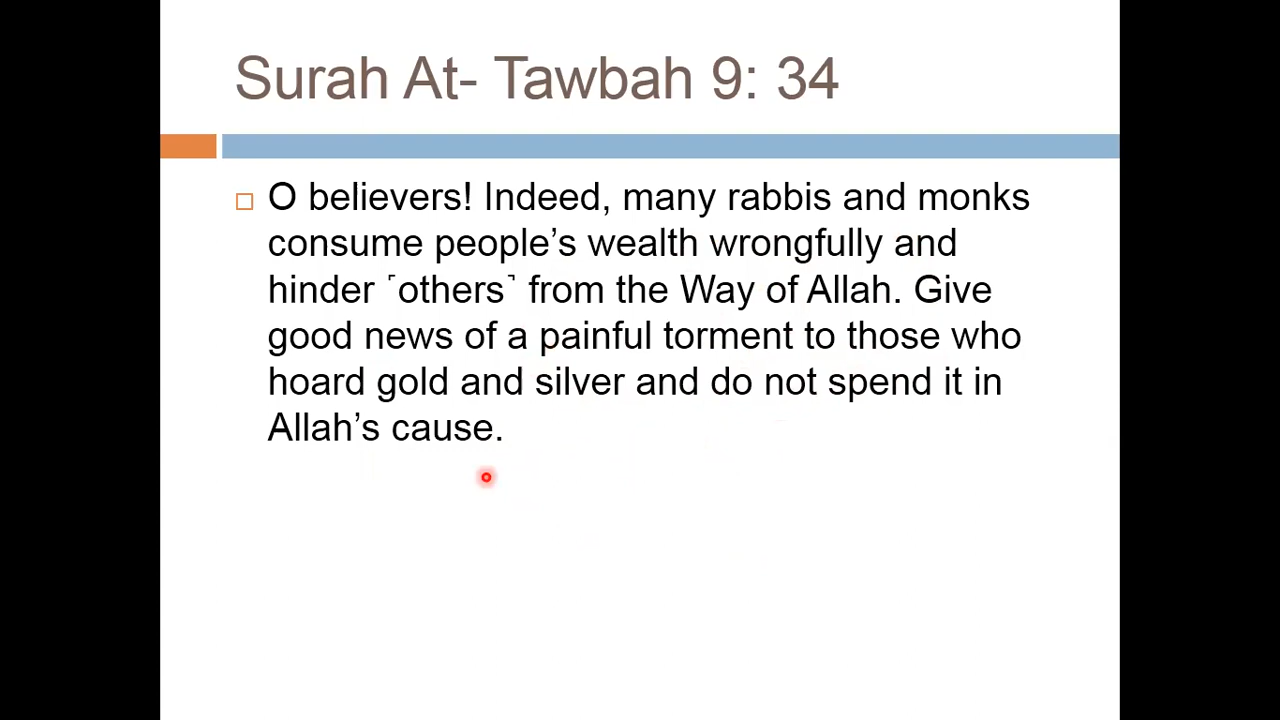 Surah At- Tawbah 9: 34
O believers! Indeed, many rabbis and monks
consume people’s wealth wrongfully and
hinder ˹others˺ from the Way of Allah. Give
good news of a painful torment to those who
hoard gold and silver and do not spend it in
Allah’s cause.